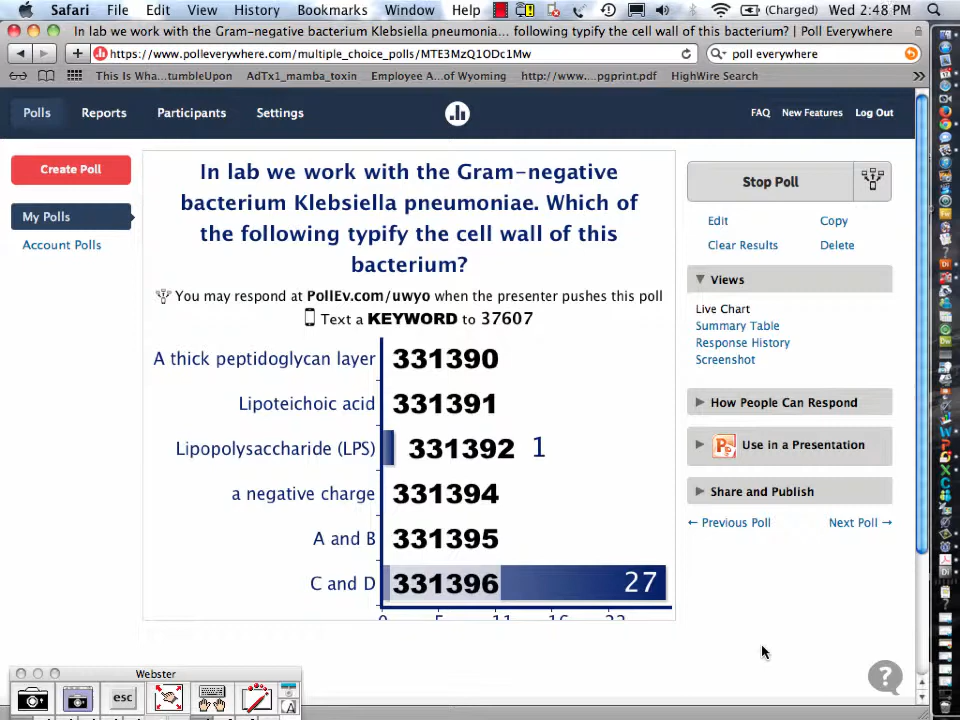 Safari File Edit View History Bookmarks Window Help (Charged) Wed 2:48 PM
In lab we work with the Gram-negative bacterium Klebsiella pneumonia... following typify the cell wall of this bacterium? | Poll Everywhere
https://www.polleverywhere.com/multiple_choice_polls/MTE3MzQ1ODc1Mw
poll everywhere
This Is Wha...tumbleUpon AdTx1_mamba_toxin Employee A...of Wyoming http://www....pgprint.pdf HighWire Search
Polls Reports Participants Settings FAQ New Features Log Out
Create Poll
My Polls
Account Polls
In lab we work with the Gram-negative
bacterium Klebsiella pneumoniae. Which of
the following typify the cell wall of this
bacterium?
You may respond at PollEv.com/uwyo when the presenter pushes this poll
Text a KEYWORD to 37607
A thick peptidoglycan layer 331390
Lipoteichoic acid 331391
Lipopolysaccharide (LPS) 331392 1
a negative charge 331394
A and B 331395
C and D 331396 27
0 5 11 16 22
Stop Poll
Edit Copy
Clear Results Delete
Views
Live Chart
Summary Table
Response History
Screenshot
How People Can Respond
Use in a Presentation
Share and Publish
← Previous Poll Next Poll →
Webster
esc
A
?